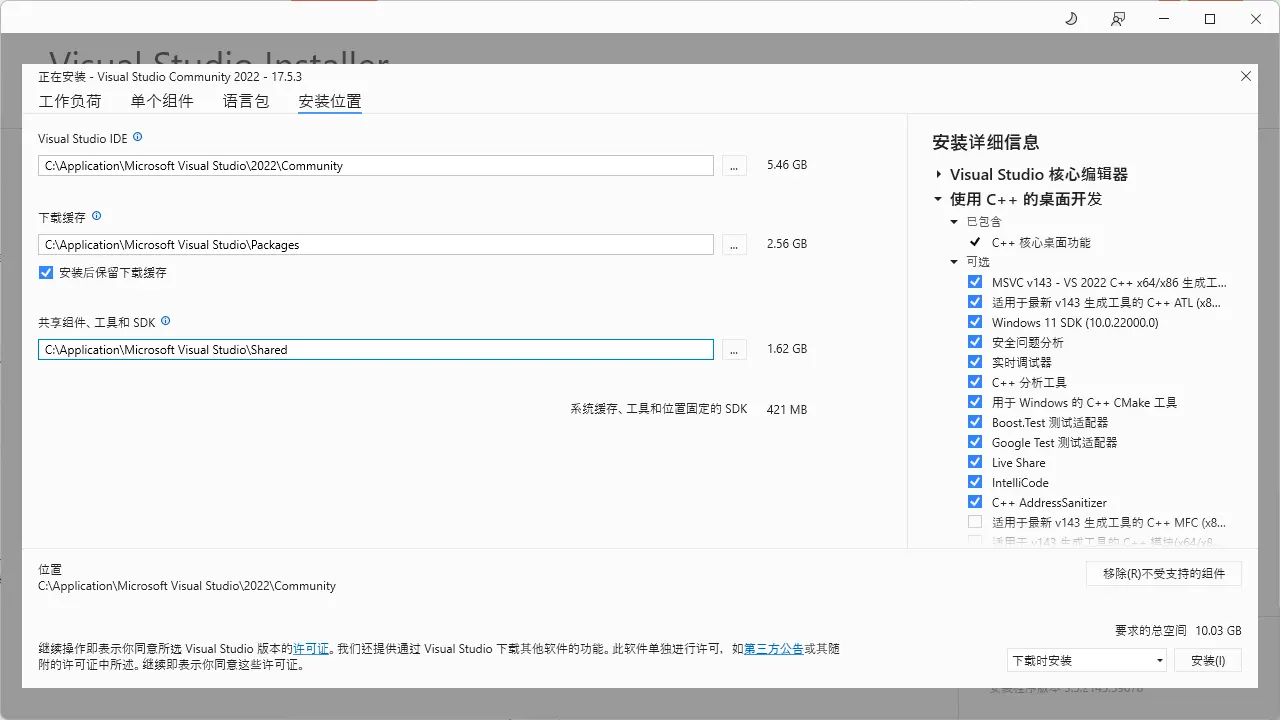 Visual Studio Installer
正在安装 - Visual Studio Community 2022 - 17.5.3
工作负荷 单个组件 语言包 安装位置
Visual Studio IDE
C:\Application\Microsoft Visual Studio\2022\Community ... 5.46 GB
下载缓存
C:\Application\Microsoft Visual Studio\Packages ... 2.56 GB
安装后保留下载缓存
共享组件、工具和 SDK
C:\Application\Microsoft Visual Studio\Shared ... 1.62 GB
系统缓存、工具和位置固定的 SDK 421 MB
安装详细信息
Visual Studio 核心编辑器
使用 C++ 的桌面开发
已包含
C++ 核心桌面功能
可选
MSVC v143 - VS 2022 C++ x64/x86 生成工...
适用于最新 v143 生成工具的 C++ ATL (x8...
Windows 11 SDK (10.0.22000.0)
安全问题分析
实时调试器
C++ 分析工具
用于 Windows 的 C++ CMake 工具
Boost.Test 测试适配器
Google Test 测试适配器
Live Share
IntelliCode
C++ AddressSanitizer
适用于最新 v143 生成工具的 C++ MFC (x8...
适用于 v143 生成工具的 C++ 模块(x64/x8...
位置
C:\Application\Microsoft Visual Studio\2022\Community
移除(R)不受支持的组件
要求的总空间 10.03 GB
继续操作即表示你同意所选 Visual Studio 版本的许可证。我们还提供通过 Visual Studio 下载其他软件的功能。此软件单独进行许可，如第三方公告或其随
附的许可证中所述。继续即表示你同意这些许可证。
下载时安装 安装(I)